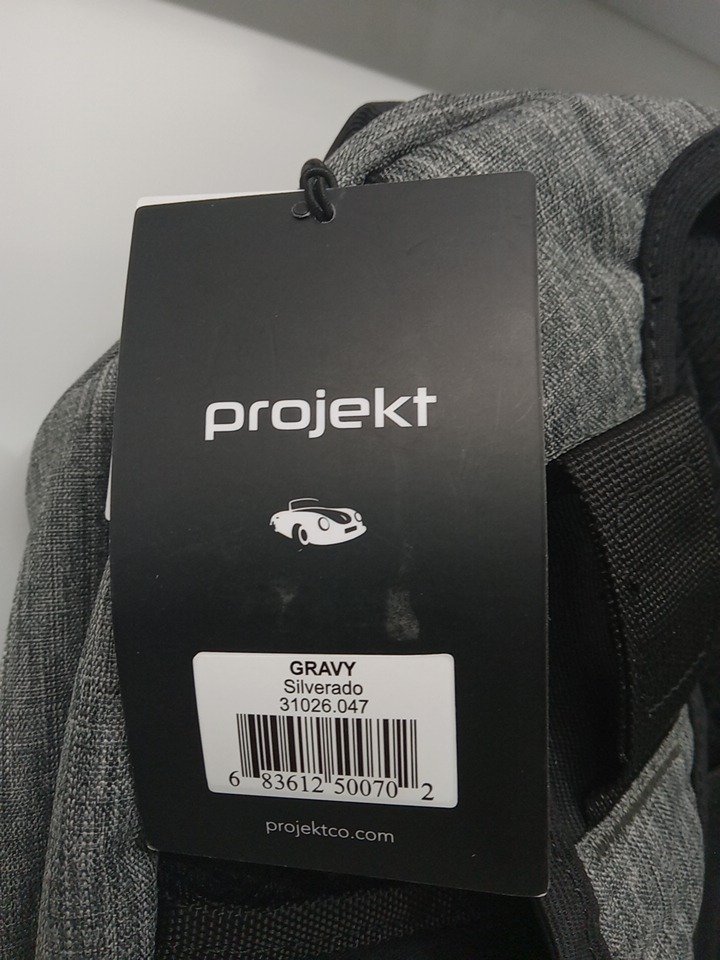 projekt
GRAVY
Silverado
31026.047
6 83612 50070 2
projektco.com